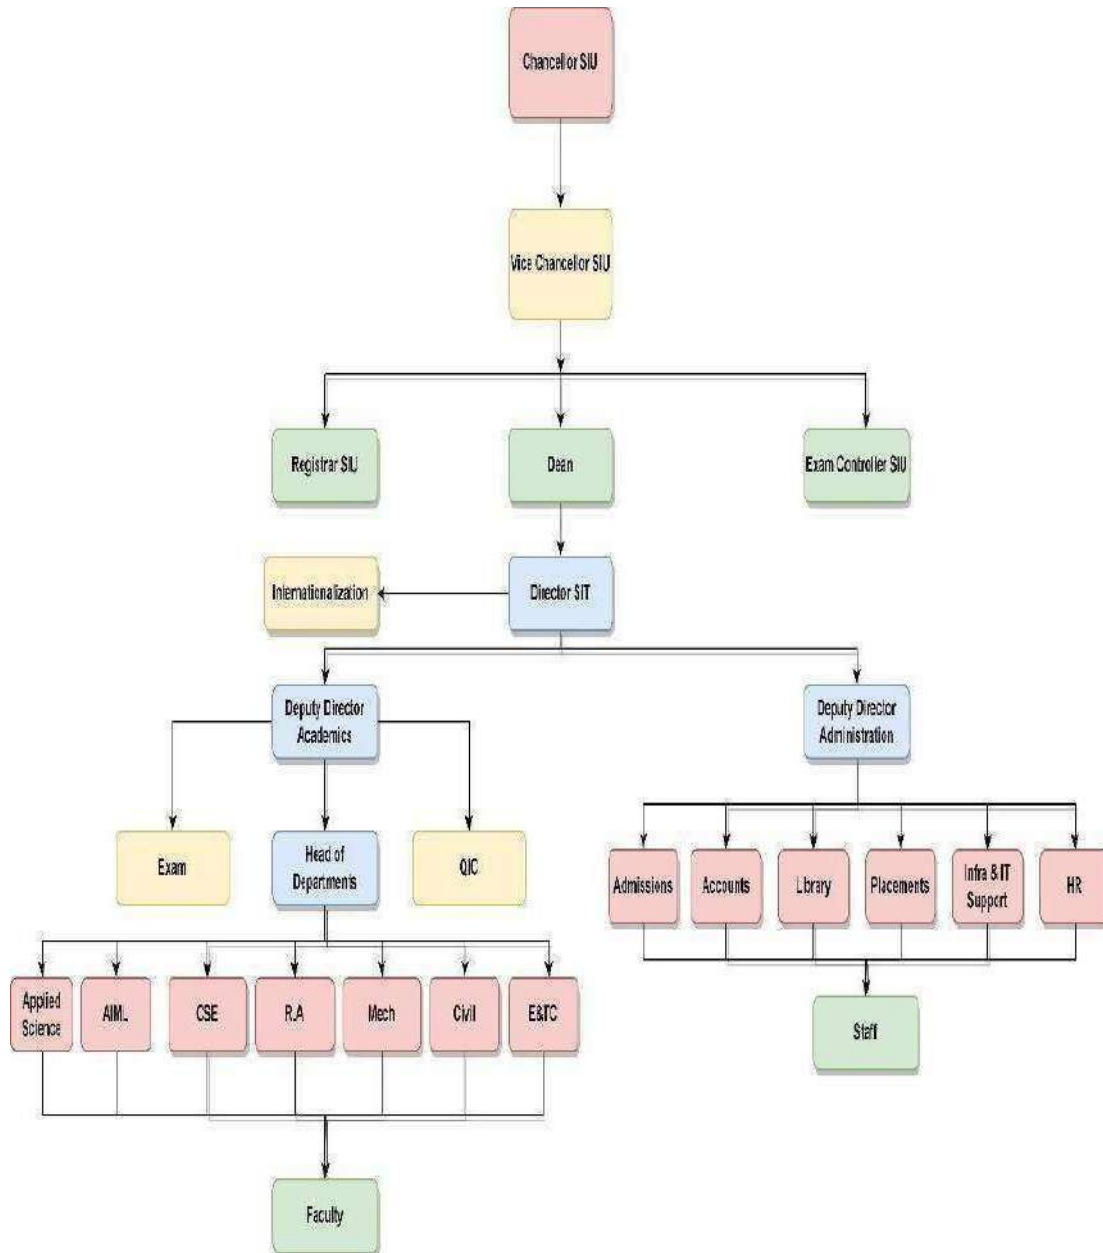 Chancellor SIU
Vice Chancellor SIU
Registrar SIU
Dean
Exam Controller SIU
Internationalization
Director SIT
Deputy Director
Academics
Deputy Director
Administration
Exam
Head of
Departments
QIC
Admissions
Accounts
Library
Placements
Infra & IT
Support
HR
Applied
Science
AIML
CSE
R.A
Mech
Civil
E&TC
Staff
Faculty